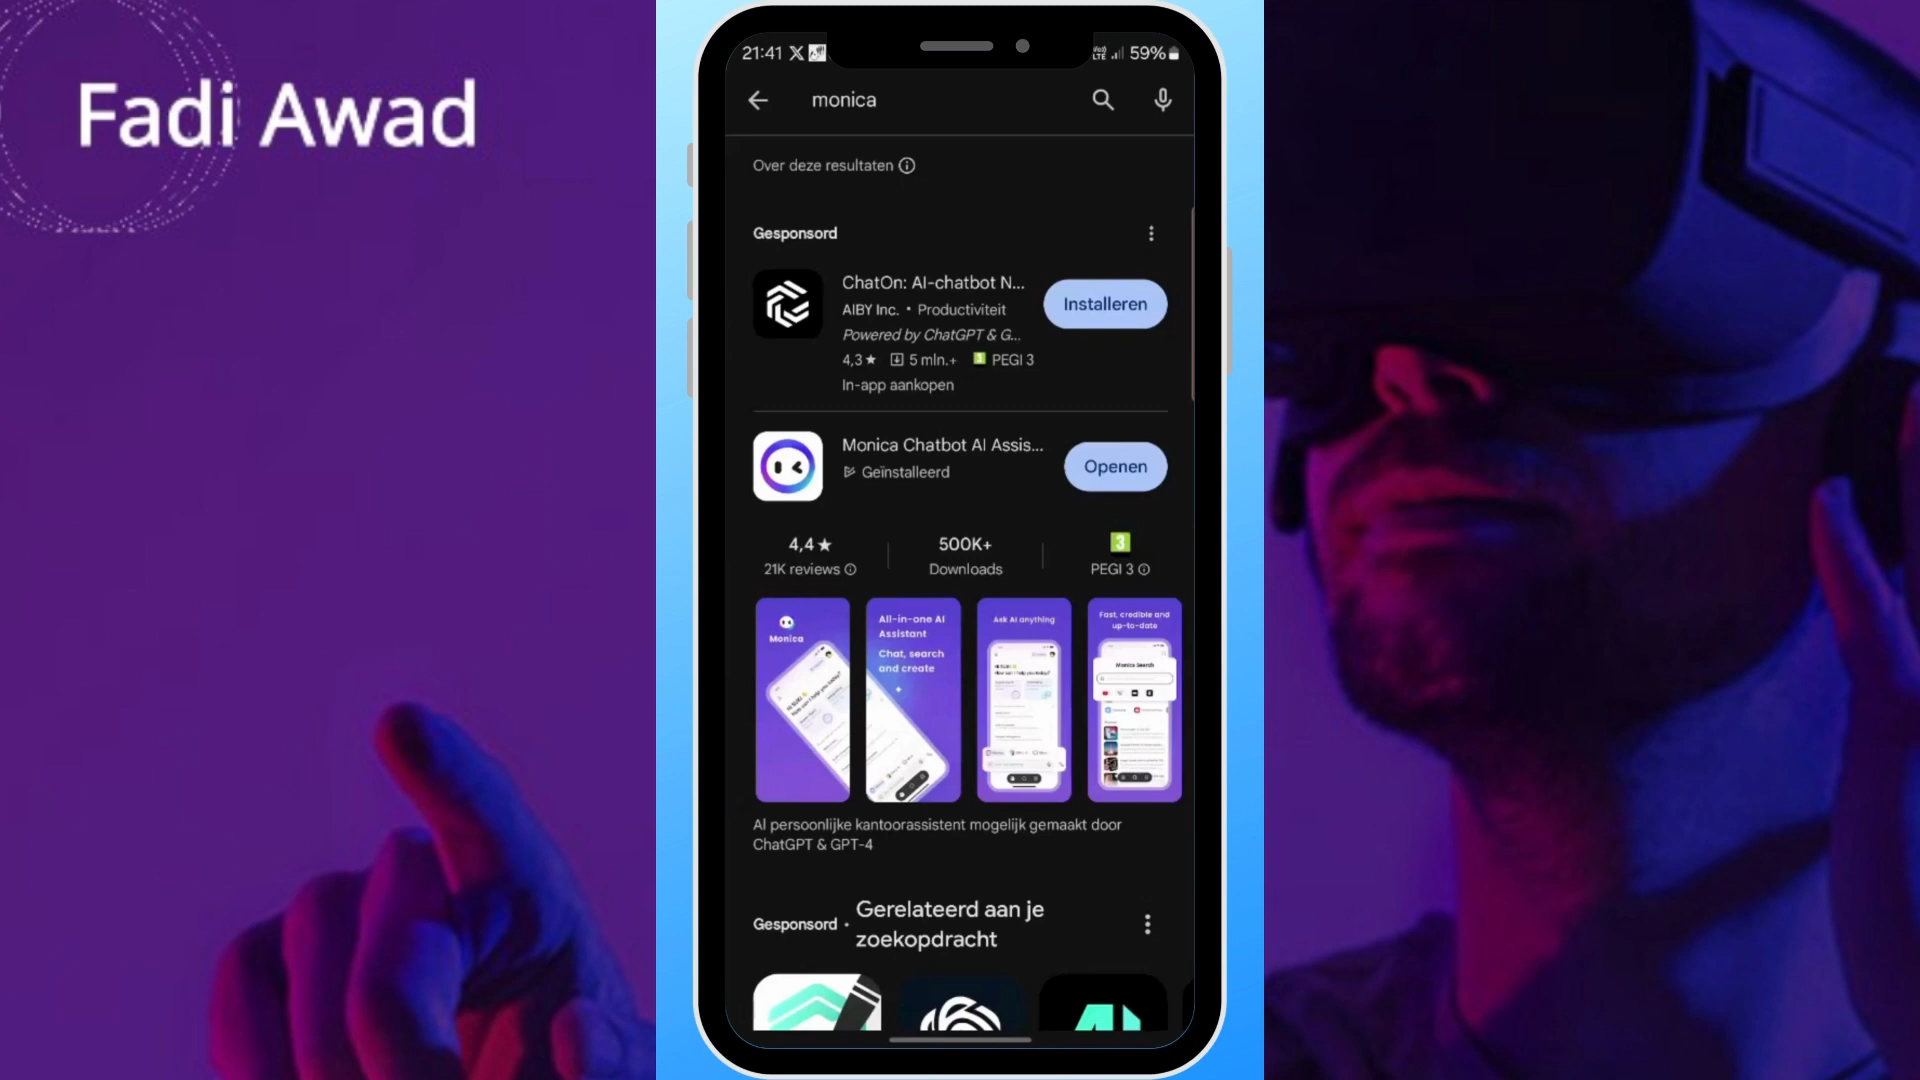 Fadi Awad
21:41
59%
monica
Over deze resultaten
Gesponsord
ChatOn: AI-chatbot N...
AIBY Inc. • Productiviteit
Powered by ChatGPT & G...
4,3★ 5 mln.+ 3 PEGI 3
In-app aankopen
Installeren
Monica Chatbot AI Assis...
Geïnstalleerd
Openen
4,4★
21K reviews
500K+
Downloads
3
PEGI 3
Monica
All-in-one AI
Assistant
Chat, search
and create
Ask AI anything
Fast, credible and
up-to-date
Monica Search
AI persoonlijke kantoorassistent mogelijk gemaakt door
ChatGPT & GPT-4
Gesponsord •
Gerelateerd aan je
zoekopdracht